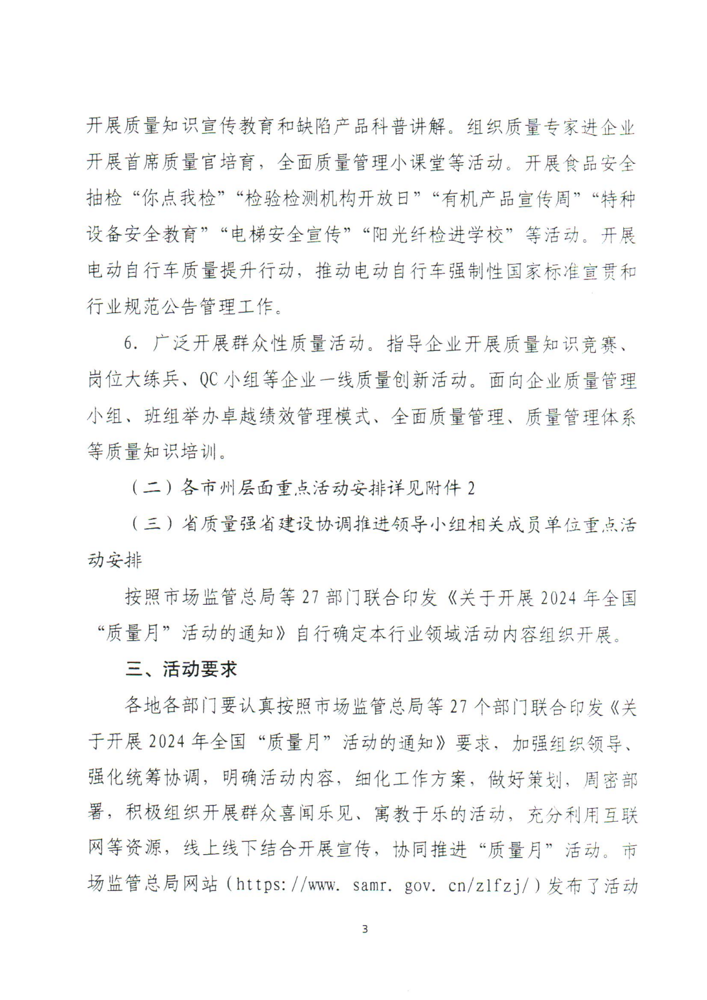 开展质量知识宣传教育和缺陷产品科普讲解。组织质量专家进企业
开展首席质量官培育，全面质量管理小课堂等活动。开展食品安全
抽检“你点我检”“检验检测机构开放日”“有机产品宣传周”“特种
设备安全教育”“电梯安全宣传”“阳光纤检进学校”等活动。开展
电动自行车质量提升行动，推动电动自行车强制性国家标准宣贯和
行业规范公告管理工作。
6. 广泛开展群众性质量活动。指导企业开展质量知识竞赛、
岗位大练兵、QC 小组等企业一线质量创新活动。面向企业质量管理
小组、班组举办卓越绩效管理模式、全面质量管理、质量管理体系
等质量知识培训。
（二）各市州层面重点活动安排详见附件 2
（三）省质量强省建设协调推进领导小组相关成员单位重点活
动安排
按照市场监管总局等 27 部门联合印发《关于开展 2024 年全国
“质量月”活动的通知》自行确定本行业领域活动内容组织开展。
三、活动要求
各地各部门要认真按照市场监管总局等 27 个部门联合印发《关
于开展 2024 年全国“质量月”活动的通知》要求，加强组织领导、
强化统筹协调，明确活动内容，细化工作方案，做好策划，周密部
署，积极组织开展群众喜闻乐见、寓教于乐的活动，充分利用互联
网等资源，线上线下结合开展宣传，协同推进“质量月”活动。市
场监管总局网站（https://www. samr. gov. cn/zlfzj/）发布了活动
3